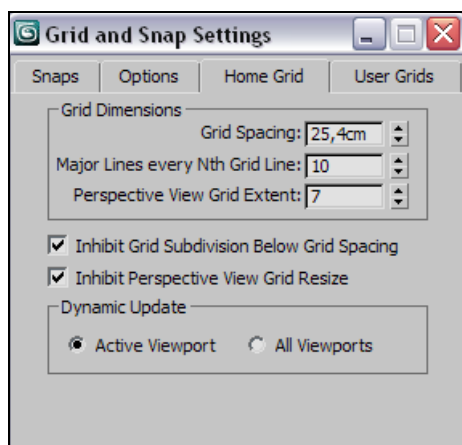 Grid and Snap Settings
Snaps Options Home Grid User Grids
Grid Dimensions
Grid Spacing: 25,4cm
Major Lines every Nth Grid Line: 10
Perspective View Grid Extent: 7
Inhibit Grid Subdivision Below Grid Spacing
Inhibit Perspective View Grid Resize
Dynamic Update
Active Viewport All Viewports